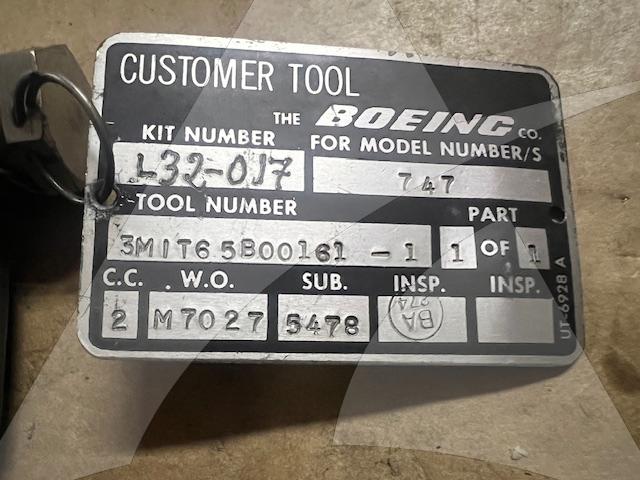 CUSTOMER TOOL
THE BOEING CO.
KIT NUMBER FOR MODEL NUMBER/S
L32-017 747
TOOL NUMBER PART
3MIT65B00161 -1 1 OF 1
C.C. W.O. SUB. INSP. INSP.
2 M7027 5478 BA 274
UT-6928 A